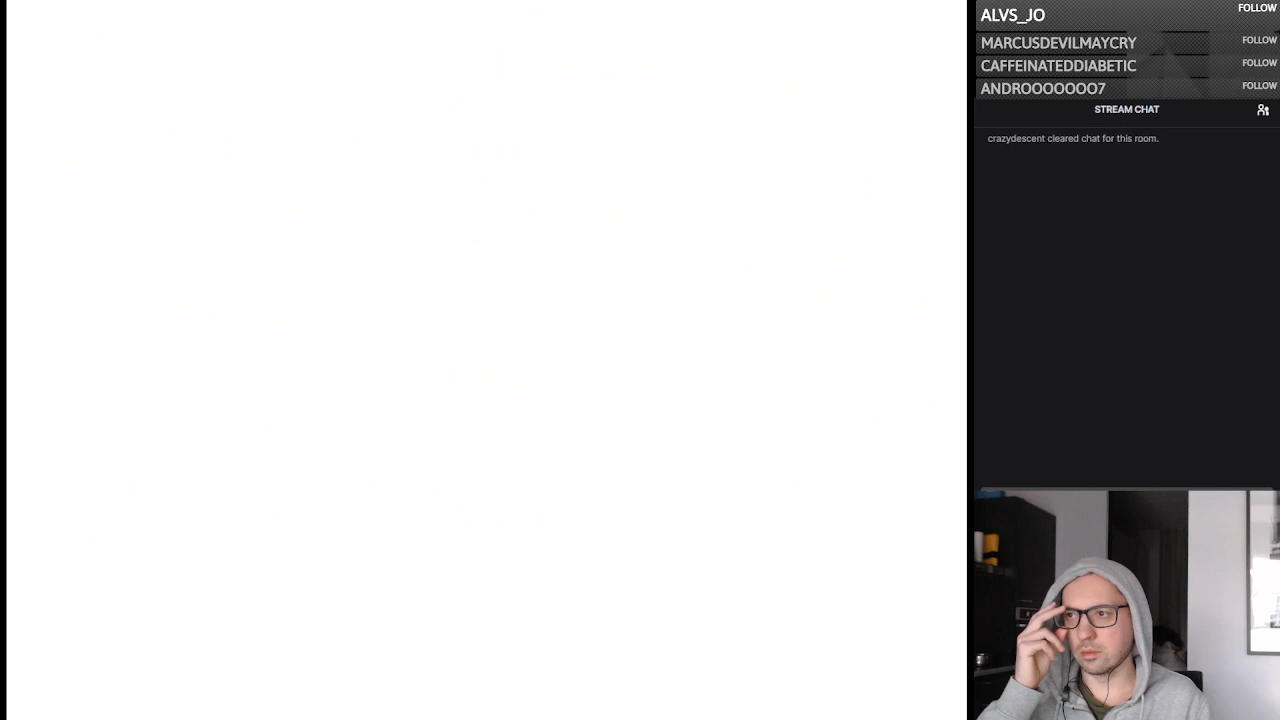 ALVS_JO FOLLOW
MARCUSDEVILMAYCRY FOLLOW
CAFFEINATEDDIABETIC FOLLOW
ANDROOOOOOO7 FOLLOW
STREAM CHAT
crazydescent cleared chat for this room.